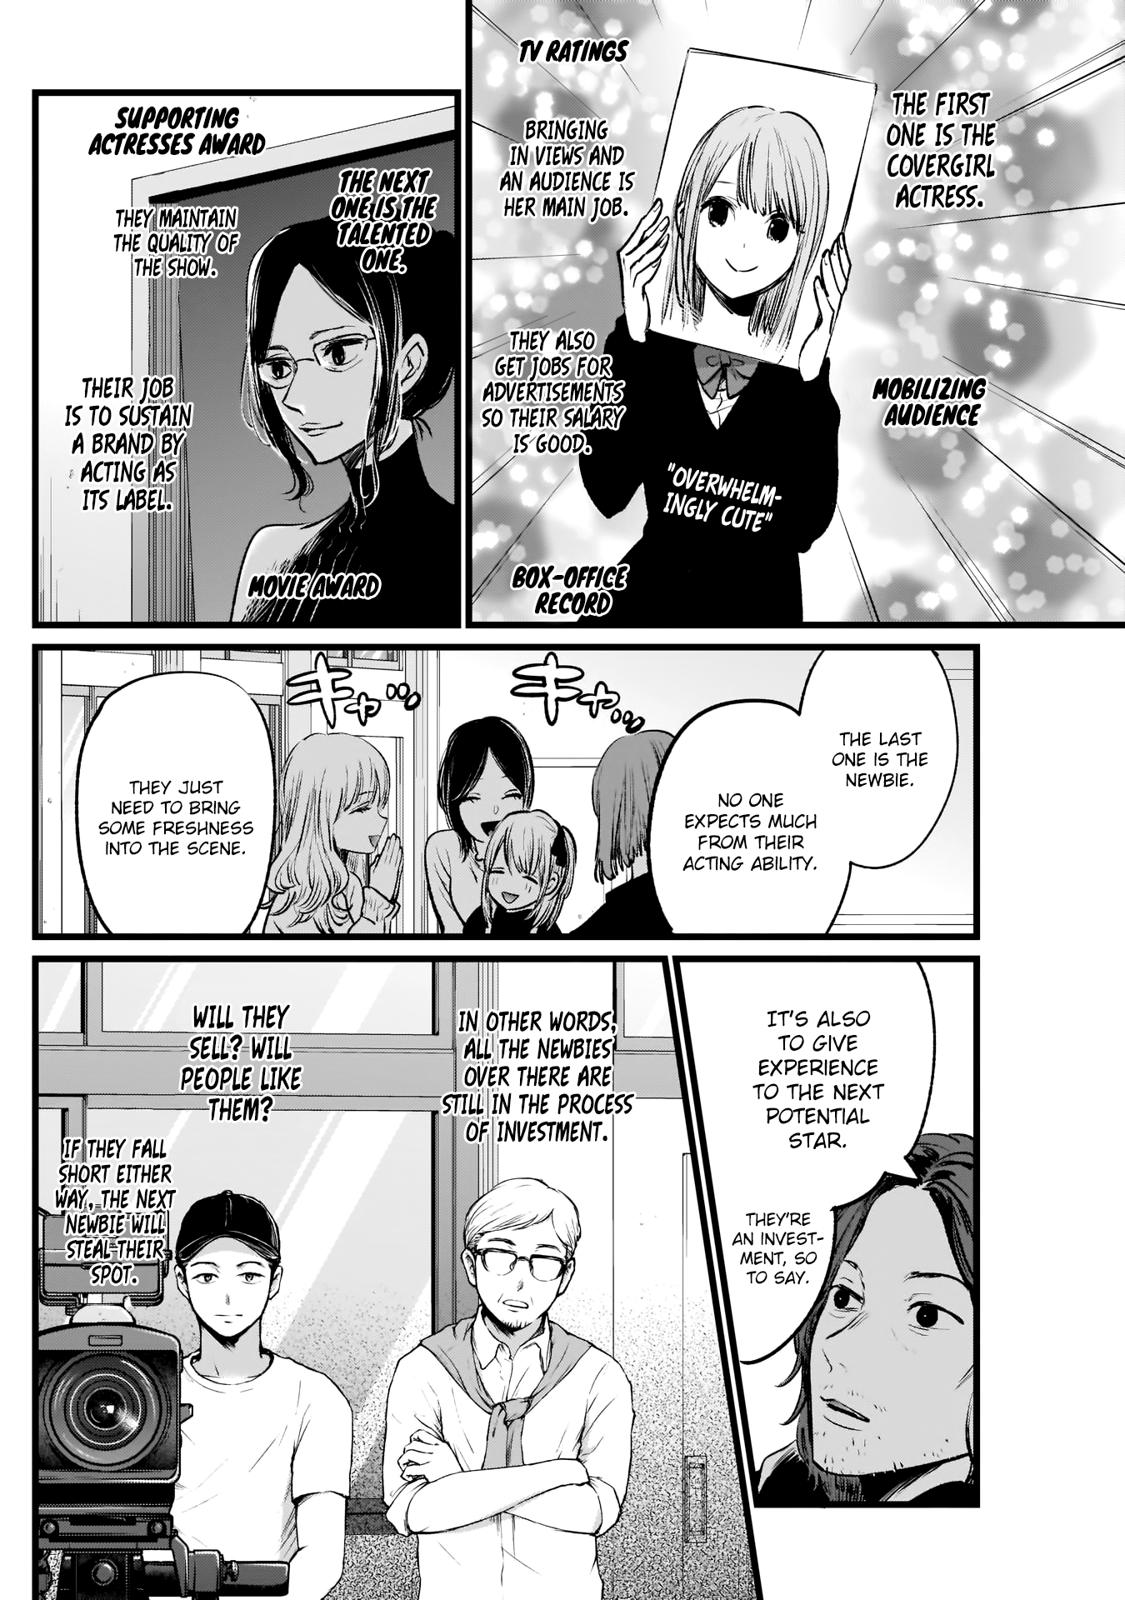 TV RATINGS
THE FIRST
ONE IS THE
COVERGIRL
ACTRESS.
BRINGING
IN VIEWS AND
AN AUDIENCE IS
HER MAIN JOB.
THEY ALSO
GET JOBS FOR
ADVERTISEMENTS
SO THEIR SALARY
IS GOOD.
MOBILIZING
AUDIENCE
"OVERWHELM-
INGLY CUTE"
BOX-OFFICE
RECORD
SUPPORTING
ACTRESSES AWARD
THE NEXT
ONE IS THE
TALENTED
ONE.
THEY MAINTAIN
THE QUALITY OF
THE SHOW.
THEIR JOB
IS TO SUSTAIN
A BRAND BY
ACTING AS
ITS LABEL.
MOVIE AWARD
THE LAST
ONE IS THE
NEWBIE.
NO ONE
EXPECTS MUCH
FROM THEIR
ACTING ABILITY.
キャ...
キャ...
THEY JUST
NEED TO BRING
SOME FRESHNESS
INTO THE SCENE.
IT'S ALSO
TO GIVE
EXPERIENCE
TO THE NEXT
POTENTIAL
STAR.
THEY'RE
AN INVEST-
MENT, SO
TO SAY.
IN OTHER WORDS,
ALL THE NEWBIES
OVER THERE ARE
STILL IN THE PROCESS
OF INVESTMENT.
WILL THEY
SELL? WILL
PEOPLE LIKE
THEM?
IF THEY FALL
SHORT EITHER
WAY, THE NEXT
NEWBIE WILL
STEAL THEIR
SPOT.